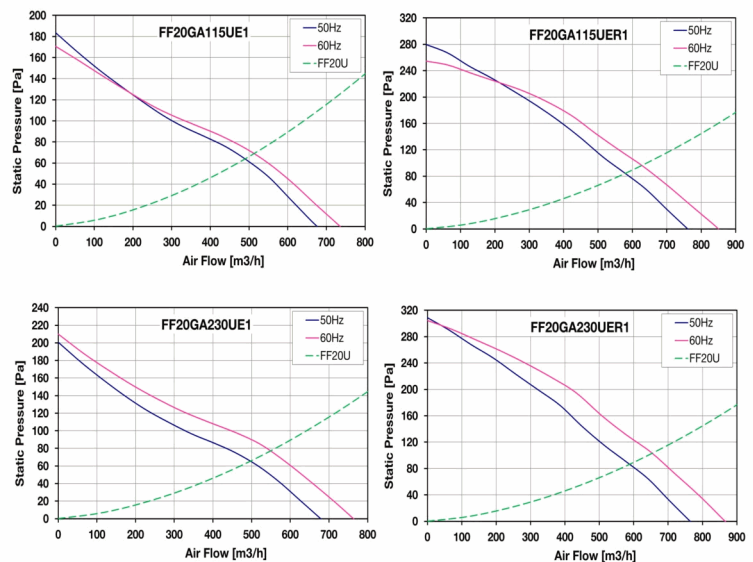 FF20GA115UE1
50Hz
60Hz
FF20U
Static Pressure [Pa]
200
180
160
140
120
100
80
60
40
20
0
0 100 200 300 400 500 600 700 800
Air Flow [m3/h]
FF20GA115UER1
50Hz
60Hz
FF20U
Static Pressure [Pa]
320
280
240
200
160
120
80
40
0
0 100 200 300 400 500 600 700 800 900
Air Flow [m3/h]
FF20GA230UE1
50Hz
60Hz
FF20U
Static Pressure [Pa]
240
220
200
180
160
140
120
100
80
60
40
20
0
0 100 200 300 400 500 600 700 800
Air Flow [m3/h]
FF20GA230UER1
50Hz
60Hz
FF20U
Static Pressure [Pa]
320
280
240
200
160
120
80
40
0
0 100 200 300 400 500 600 700 800 900
Air Flow [m3/h]